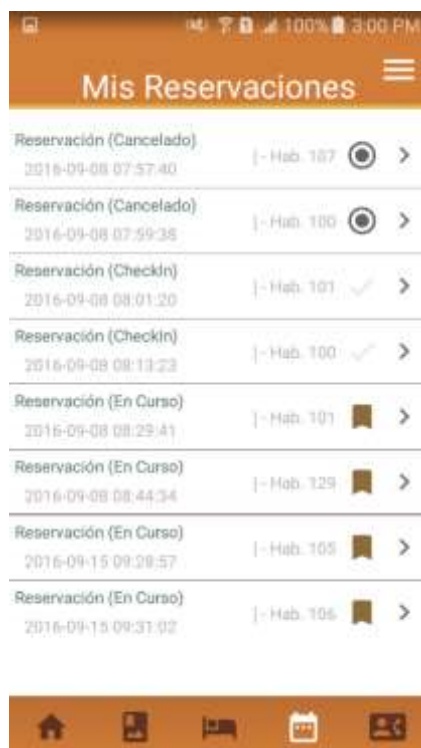 100% 3:00 PM
Mis Reservaciones
Reservación (Cancelado)
2016-09-08 07:57:40
|- Hab. 107
Reservación (Cancelado)
2016-09-08 07:59:38
|- Hab. 100
Reservación (CheckIn)
2016-09-08 08:01:20
|- Hab. 101
Reservación (CheckIn)
2016-09-08 08:13:23
|- Hab. 100
Reservación (En Curso)
2016-09-08 08:29:41
|- Hab. 101
Reservación (En Curso)
2016-09-08 08:44:34
|- Hab. 129
Reservación (En Curso)
2016-09-15 09:28:57
|- Hab. 105
Reservación (En Curso)
2016-09-15 09:31:02
|- Hab. 106